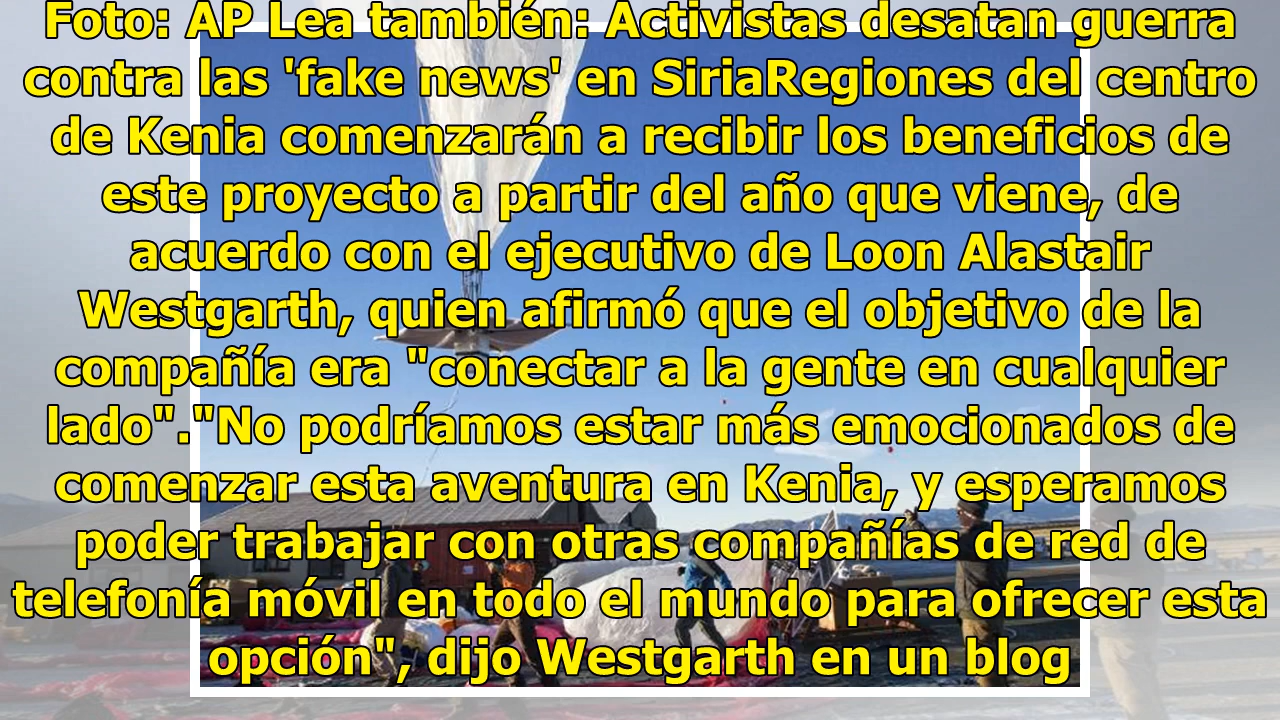 Foto: AP Lea también: Activistas desatan guerra
contra las 'fake news' en SiriaRegiones del centro
de Kenia comenzarán a recibir los beneficios de
este proyecto a partir del año que viene, de
acuerdo con el ejecutivo de Loon Alastair
Westgarth, quien afirmó que el objetivo de la
compañía era "conectar a la gente en cualquier
lado"."No podríamos estar más emocionados de
comenzar esta aventura en Kenia, y esperamos
poder trabajar con otras compañías de red de
telefonía móvil en todo el mundo para ofrecer esta
opción", dijo Westgarth en un blog